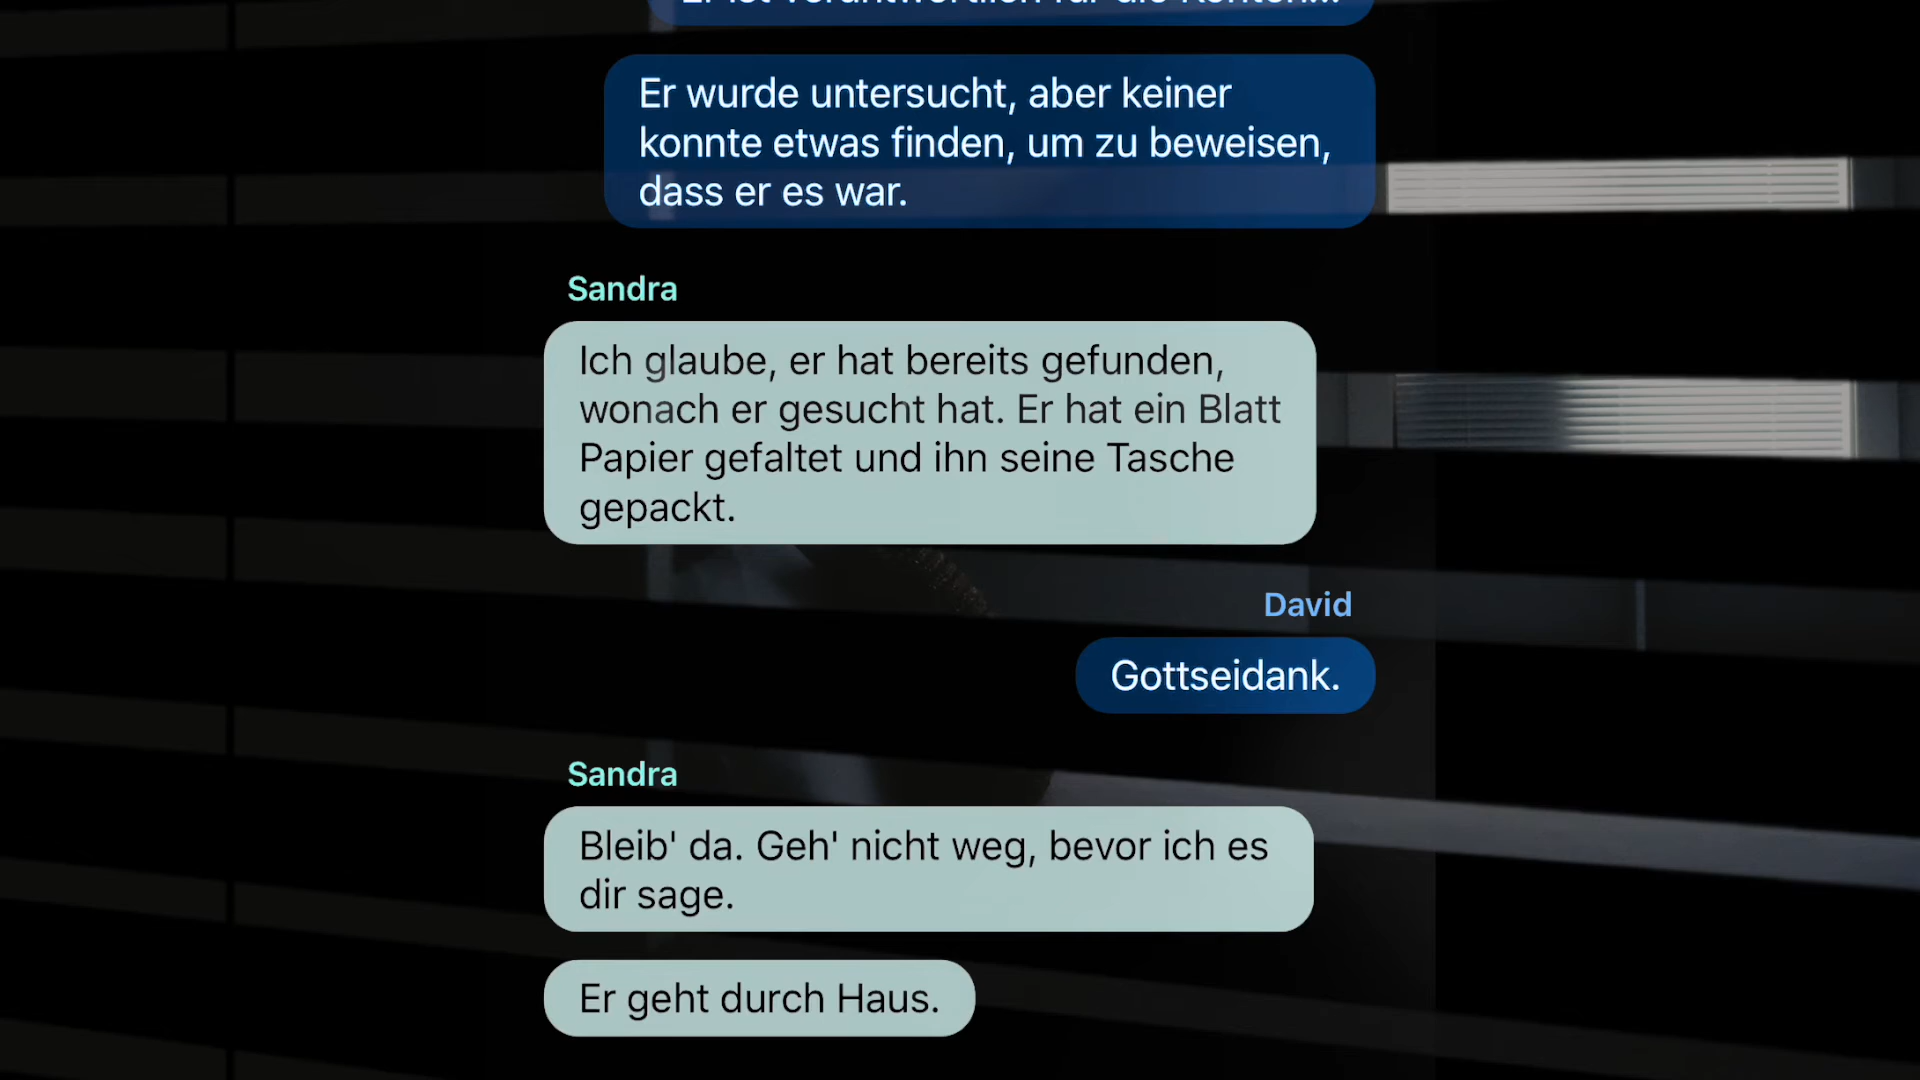 Er wurde untersucht, aber keiner
konnte etwas finden, um zu beweisen,
dass er es war.
Sandra
Ich glaube, er hat bereits gefunden,
wonach er gesucht hat. Er hat ein Blatt
Papier gefaltet und ihn seine Tasche
gepackt.
David
Gottseidank.
Sandra
Bleib' da. Geh' nicht weg, bevor ich es
dir sage.
Er geht durch Haus.